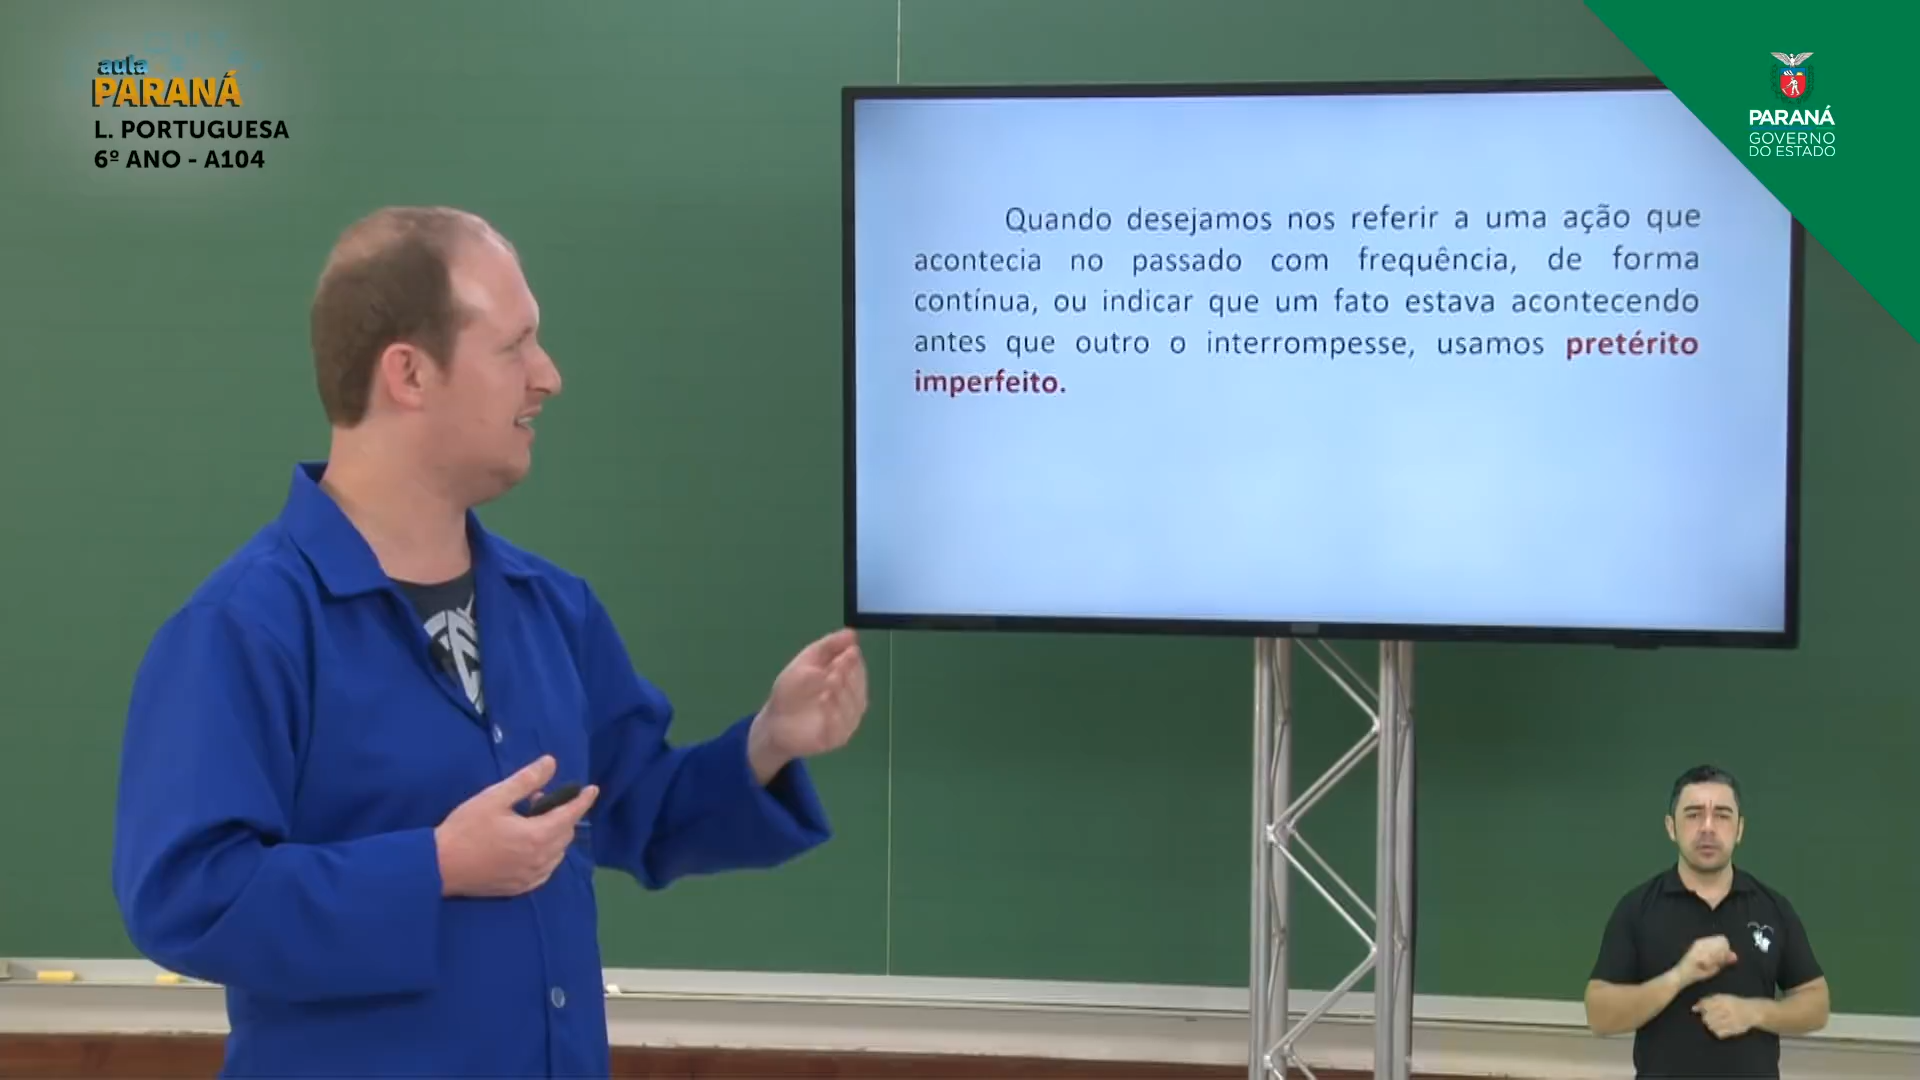 aula
PARANÁ
L. PORTUGUESA
6º ANO - A104
PARANÁ
GOVERNO
DO ESTADO
Quando desejamos nos referir a uma ação que
acontecia no passado com frequência, de forma
contínua, ou indicar que um fato estava acontecendo
antes que outro o interrompesse, usamos pretérito
imperfeito.